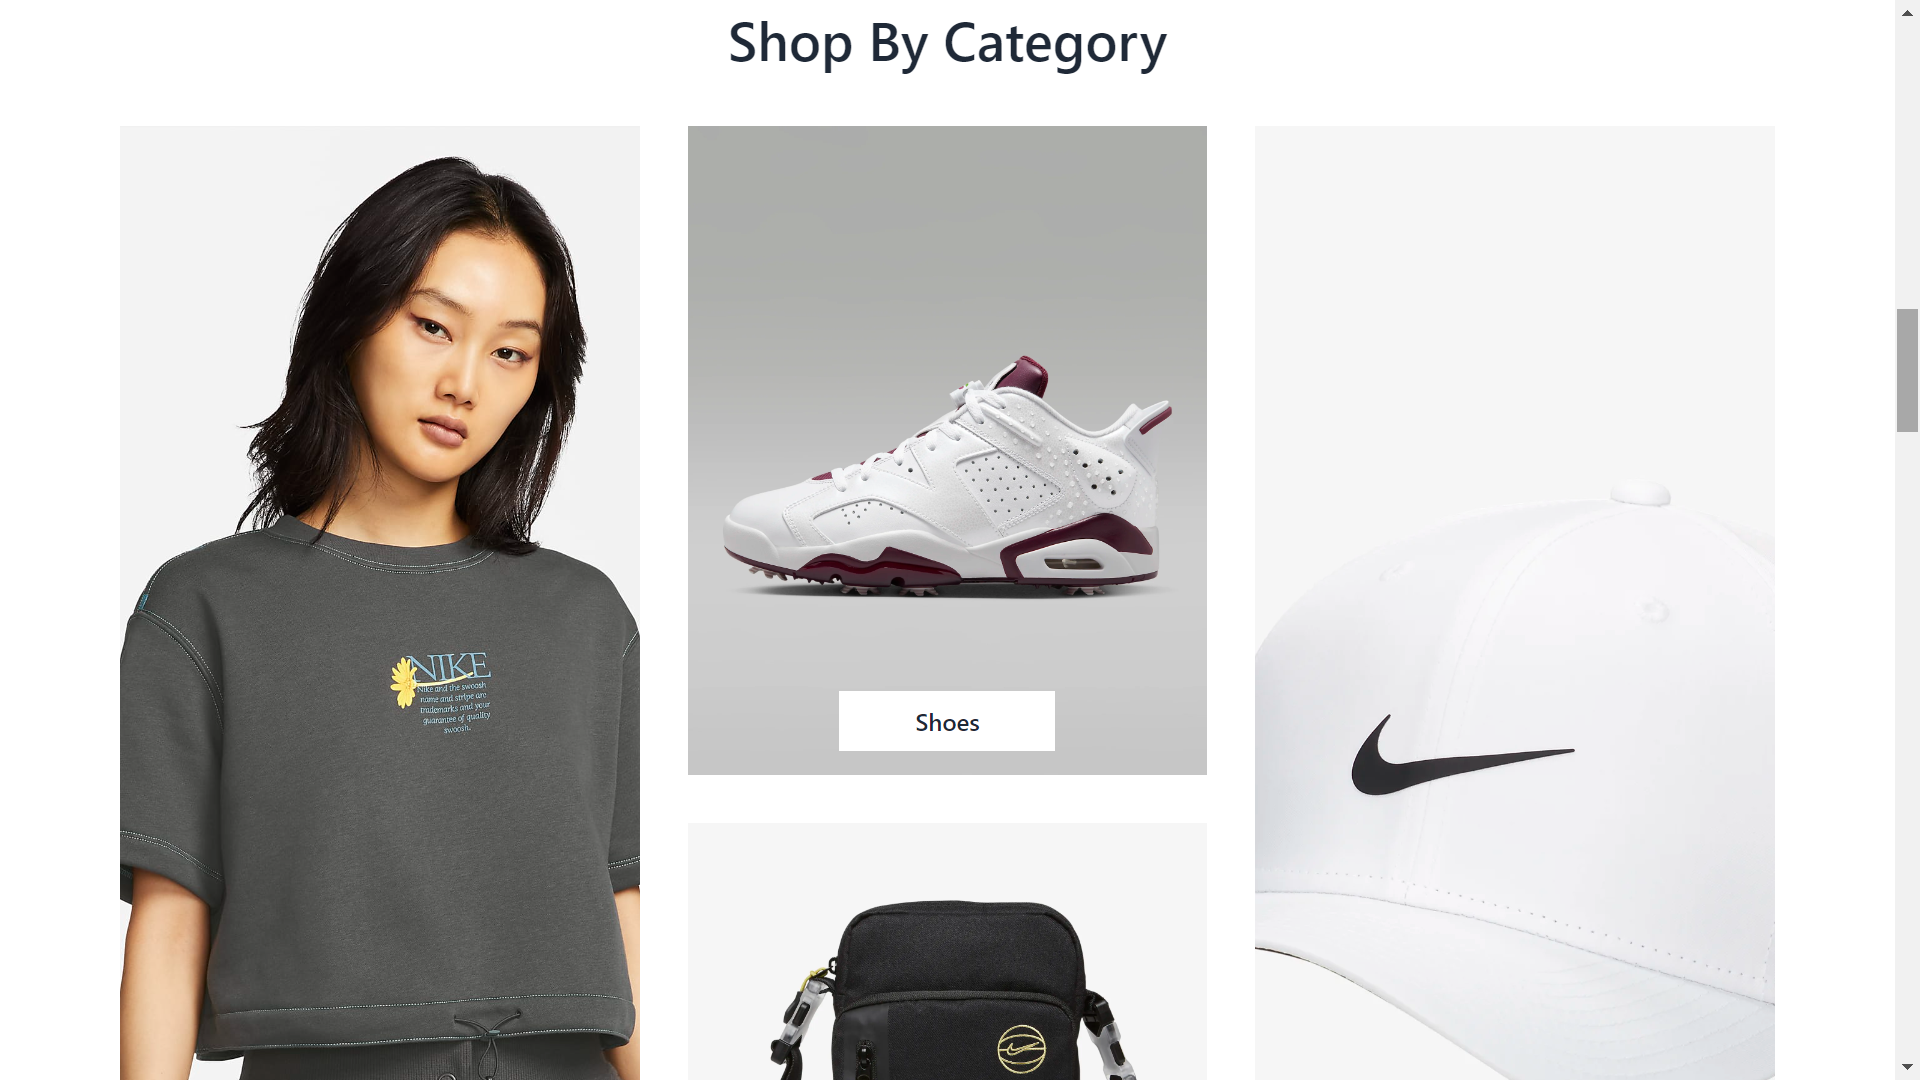 Shop By Category
NIKE
Nike and the swoosh
name and stripe are
trademarks and your
guarantee of quality
swoosh.
Shoes